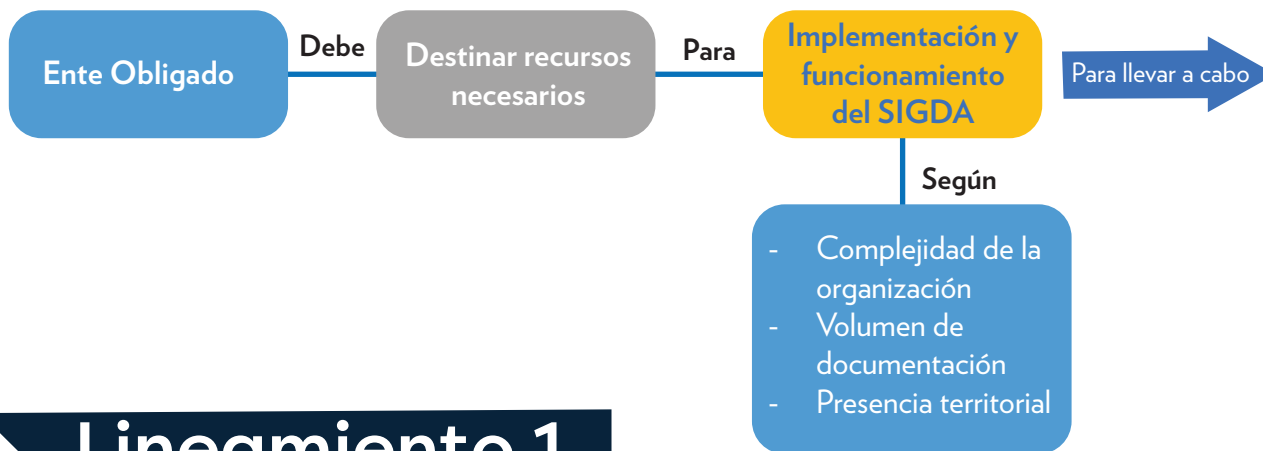 Ente Obligado
Debe
Destinar recursos
necesarios
Para
Implementación y
funcionamiento
del SIGDA
Para llevar a cabo
Según
- Complejidad de la
organización
- Volumen de
documentación
- Presencia territorial
Lineamiento 1